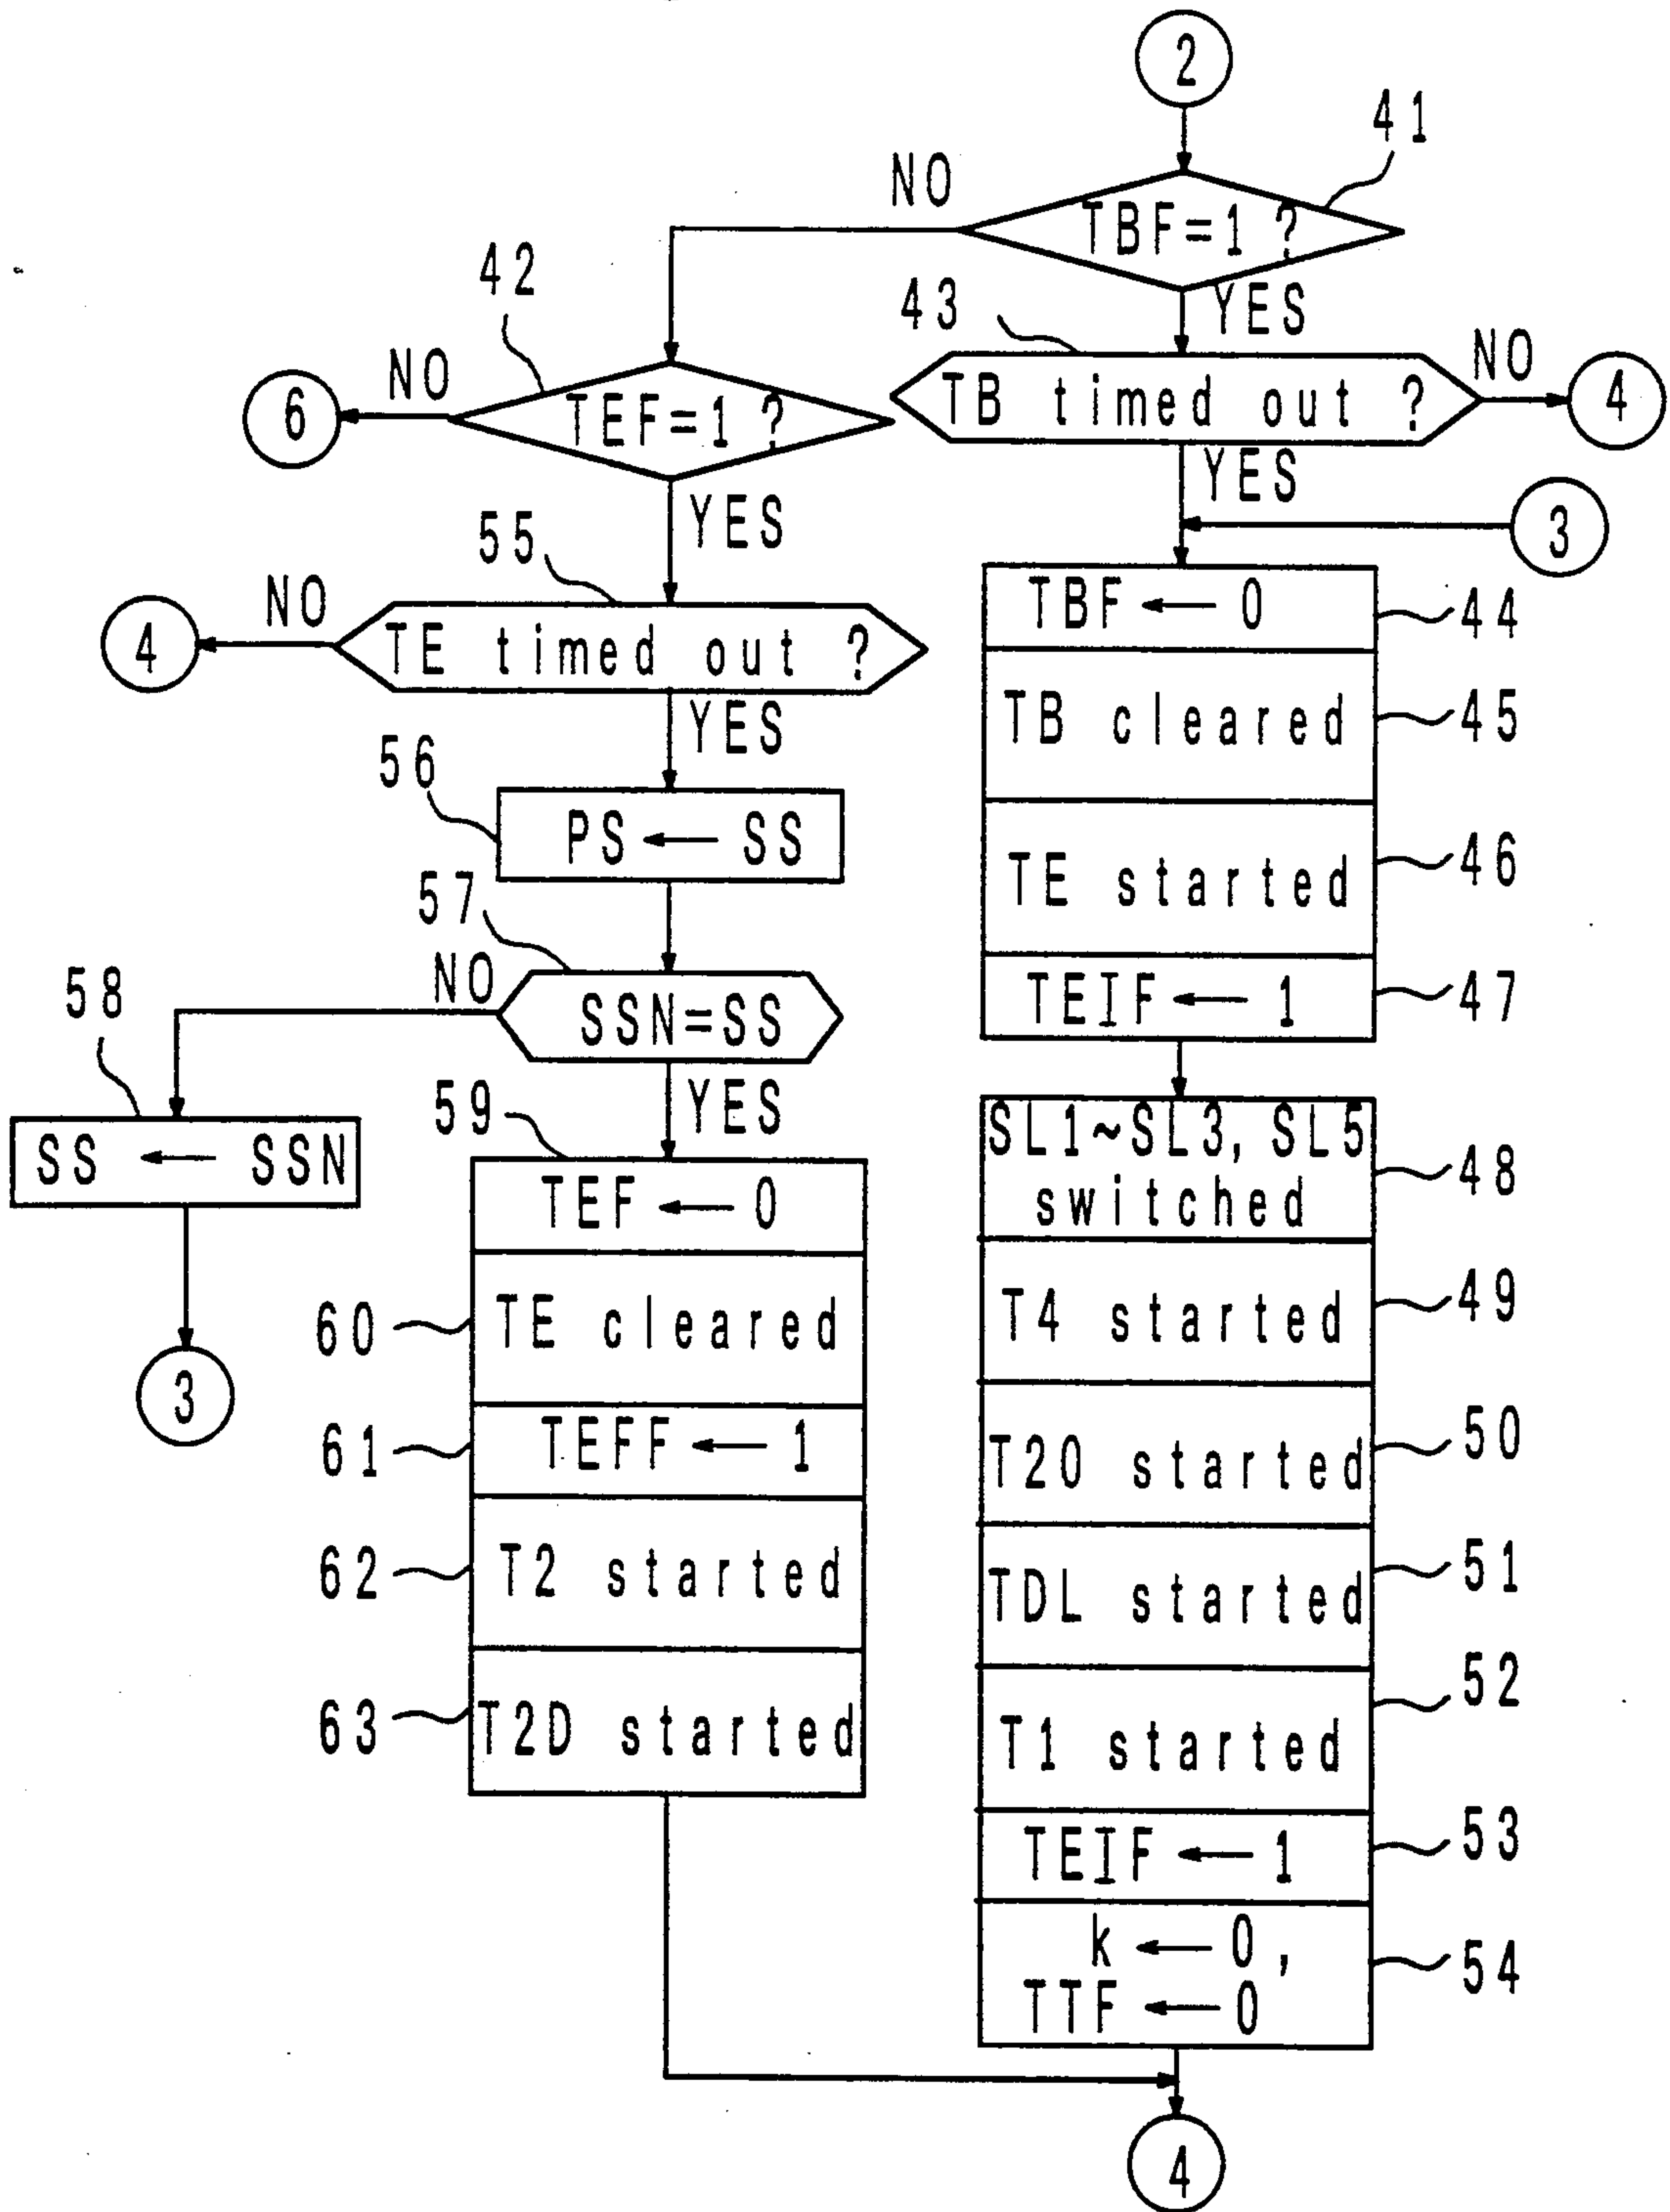 2
41
NO
TBF=1 ?
42
43
YES
NO
TEF=1 ?
6
TB timed out ?
NO
4
YES
YES
3
55
NO
TE timed out ?
4
TBF ← 0
44
YES
TB cleared
45
56
PS ← SS
TE started
46
57
NO
SSN=SS
TEIF ← 1
47
58
YES
SS ← SSN
3
59
TEF ← 0
60
TE cleared
61
TEFF ← 1
62
T2 started
63
T2D started
SL1~SL3, SL5
switched
48
T4 started
49
T20 started
50
TDL started
51
T1 started
52
TEIF ← 1
53
k ← 0,
TTF ← 0
54
4